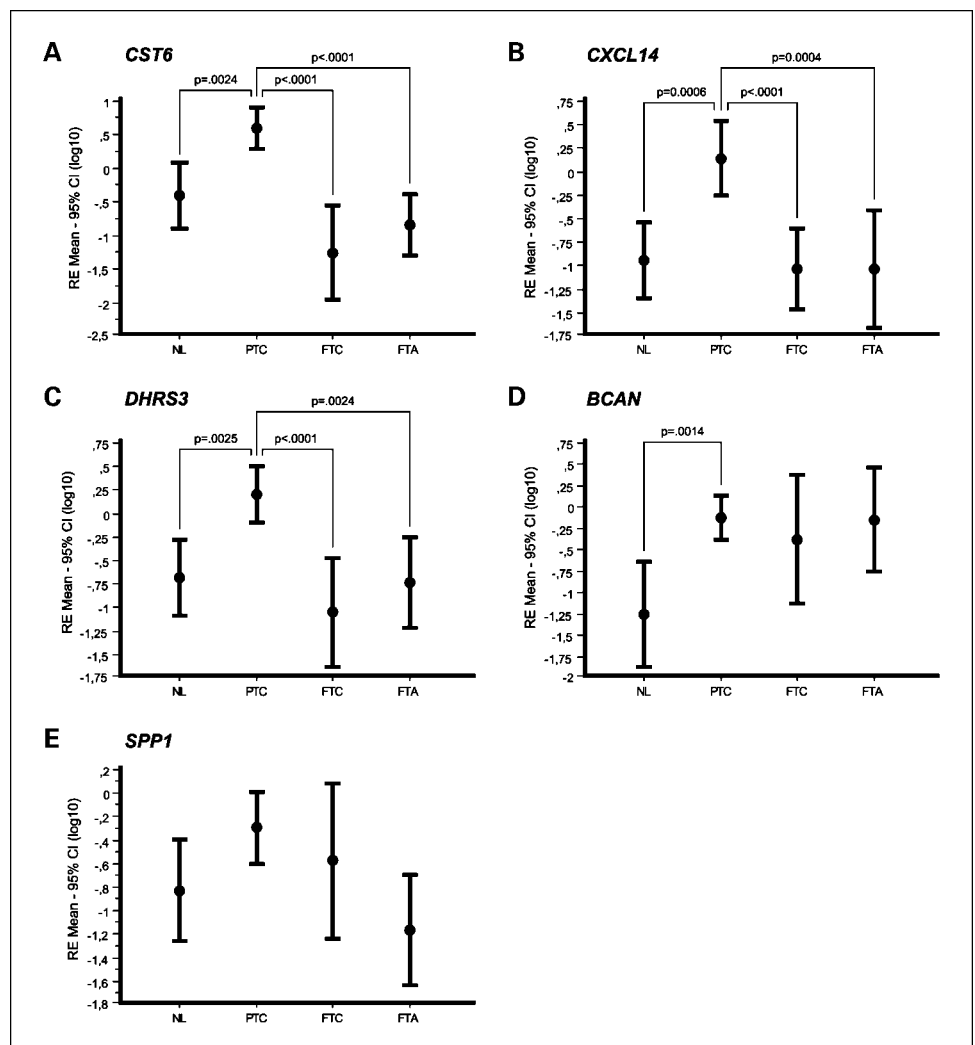 A CST6
p<.0001
p=.0024 p<.0001
RE Mean - 95% CI (log10)
1
,5
0
-,5
-1
-1,5
-2
-2,5
NL PTC FTC FTA
B CXCL14
p=0.0004
p=0.0006 p<.0001
RE Mean - 95% CI (log10)
,75
,5
,25
0
-,25
-,5
-,75
-1
-1,25
-1,5
-1,75
NL PTC FTC FTA
C DHRS3
p=.0024
p=.0025 p<.0001
RE Mean - 95% CI (log10)
,75
,5
,25
0
-,25
-,5
-,75
-1
-1,25
-1,5
-1,75
NL PTC FTC FTA
D BCAN
p=.0014
RE Mean - 95% CI (log10)
,75
,5
,25
0
-,25
-,5
-,75
-1
-1,25
-1,5
-1,75
-2
NL PTC FTC FTA
E SPP1
RE Mean - 95% CI (log10)
,2
0
-,2
-,4
-,6
-,8
-1
-1,2
-1,4
-1,6
-1,8
NL PTC FTC FTA